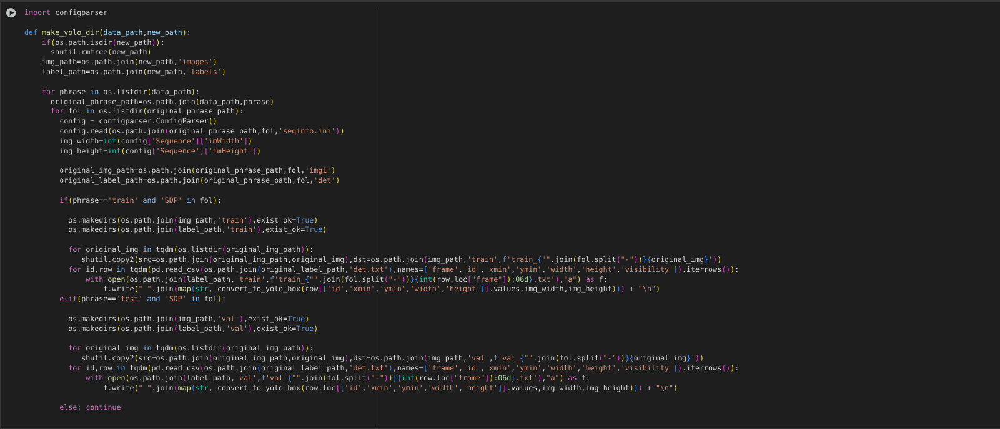 import configparser

def make_yolo_dir(data_path,new_path):
    if(os.path.isdir(new_path)):
      shutil.rmtree(new_path)
    img_path=os.path.join(new_path,'images')
    label_path=os.path.join(new_path,'labels')

    for phrase in os.listdir(data_path):
      original_phrase_path=os.path.join(data_path,phrase)
      for fol in os.listdir(original_phrase_path):
        config = configparser.ConfigParser()
        config.read(os.path.join(original_phrase_path,fol,'seqinfo.ini'))
        img_width=int(config['Sequence']['imWidth'])
        img_height=int(config['Sequence']['imHeight'])

        original_img_path=os.path.join(original_phrase_path,fol,'img1')
        original_label_path=os.path.join(original_phrase_path,fol,'det')

        if(phrase=='train' and 'SDP' in fol):

          os.makedirs(os.path.join(img_path,'train'),exist_ok=True)
          os.makedirs(os.path.join(label_path,'train'),exist_ok=True)

          for original_img in tqdm(os.listdir(original_img_path)):
             shutil.copy2(src=os.path.join(original_img_path,original_img),dst=os.path.join(img_path,'train',f'train_{"".join(fol.split("-"))}{original_img}'))
          for id,row in tqdm(pd.read_csv(os.path.join(original_label_path,'det.txt'),names=['frame','id','xmin','ymin','width','height','visibility']).iterrows()):
              with open(os.path.join(label_path,'train',f'train_{"".join(fol.split("-"))}{int(row.loc["frame"]):06d}.txt'),"a") as f:
                  f.write(" ".join(map(str, convert_to_yolo_box(row[['id','xmin','ymin','width','height']].values,img_width,img_height))) + "\n")
        elif(phrase=='test' and 'SDP' in fol):

          os.makedirs(os.path.join(img_path,'val'),exist_ok=True)
          os.makedirs(os.path.join(label_path,'val'),exist_ok=True)

          for original_img in tqdm(os.listdir(original_img_path)):
             shutil.copy2(src=os.path.join(original_img_path,original_img),dst=os.path.join(img_path,'val',f'val_{"".join(fol.split("-"))}{original_img}'))
          for id,row in tqdm(pd.read_csv(os.path.join(original_label_path,'det.txt'),names=['frame','id','xmin','ymin','width','height','visibility']).iterrows()):
              with open(os.path.join(label_path,'val',f'val_{"".join(fol.split("-"))}{int(row.loc["frame"]):06d}.txt'),"a") as f:
                  f.write(" ".join(map(str, convert_to_yolo_box(row.loc[['id','xmin','ymin','width','height']].values,img_width,img_height))) + "\n")

        else: continue